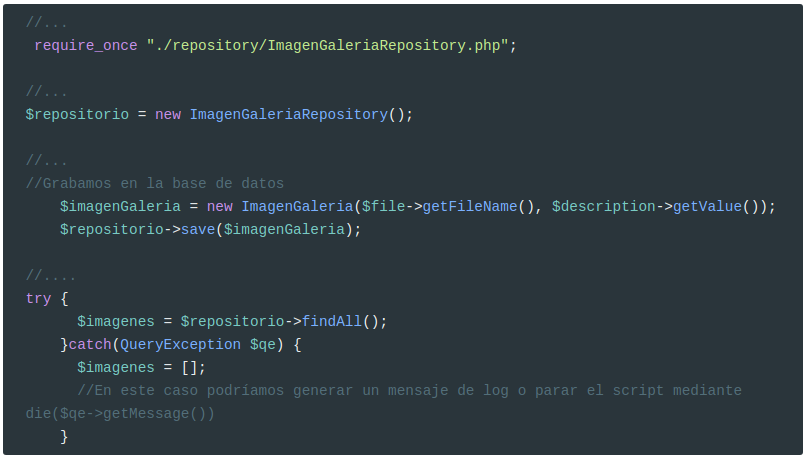 //...
require_once "./repository/ImagenGaleriaRepository.php";
//...
$repositorio = new ImagenGaleriaRepository();
//...
//Grabamos en la base de datos
$imagenGaleria = new ImagenGaleria($file->getFileName(), $description->getValue());
$repositorio->save($imagenGaleria);
//....
try {
$imagenes = $repositorio->findAll();
}catch(QueryException $qe) {
$imagenes = [];
//En este caso podríamos generar un mensaje de log o parar el script mediante
die($qe->getMessage())
}